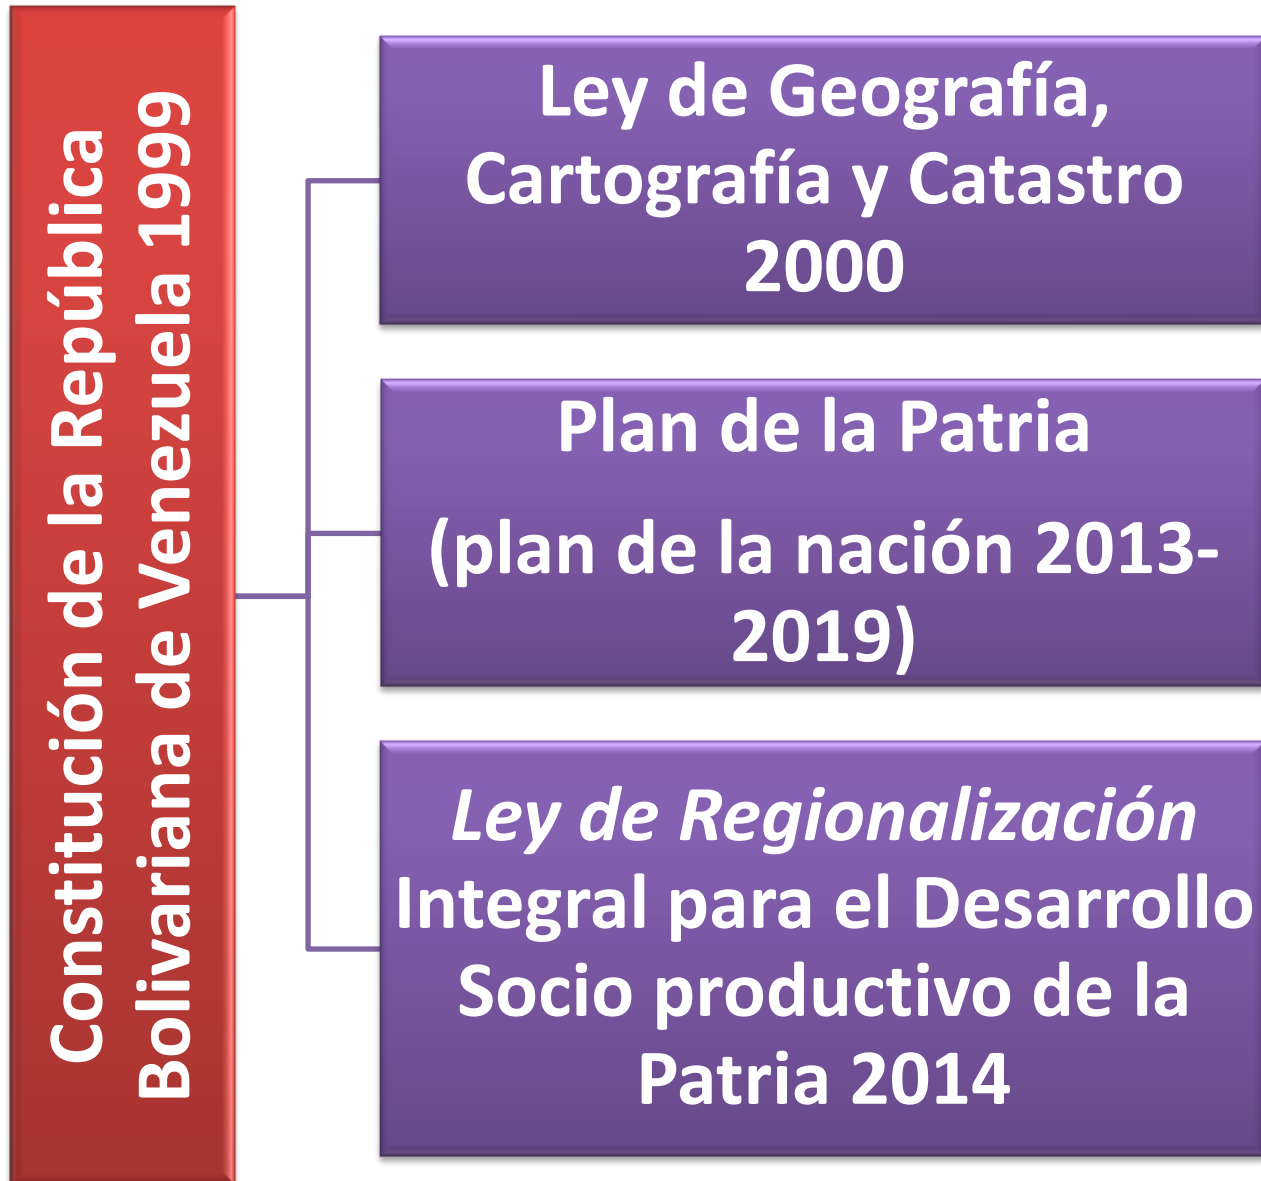 Constitución de la República
Bolivariana de Venezuela 1999
Ley de Geografía,
Cartografía y Catastro
2000
Plan de la Patria
(plan de la nación 2013-
2019)
Ley de Regionalización
Integral para el Desarrollo
Socio productivo de la
Patria 2014